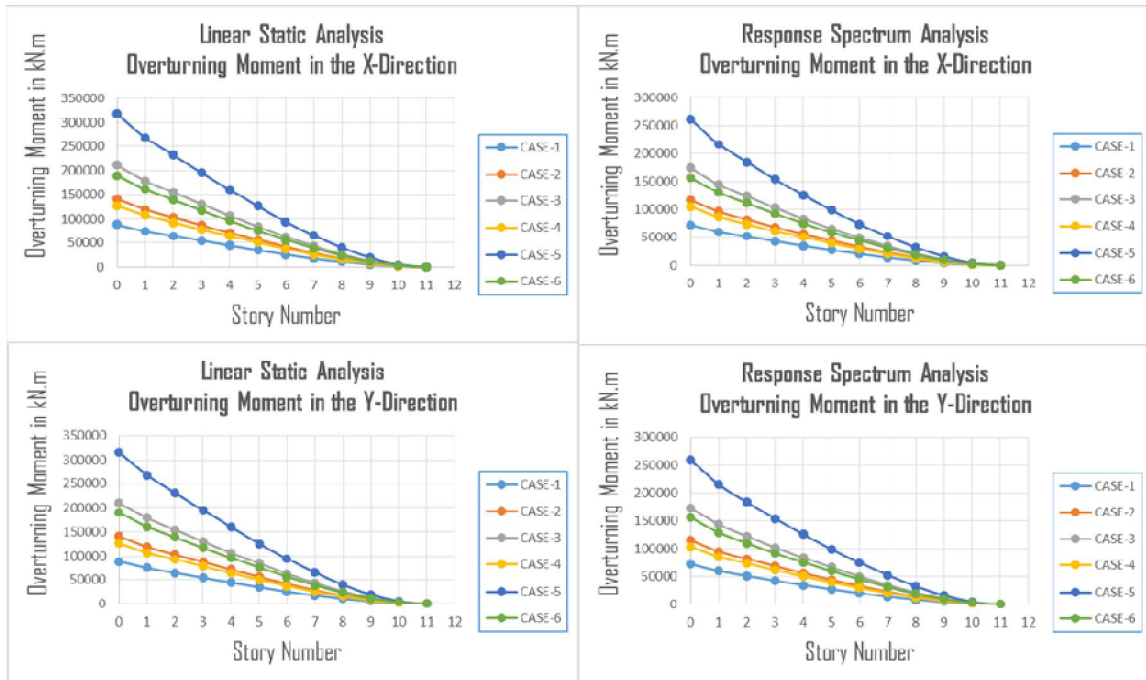 Linear Static Analysis
Overturning Moment in the X-Direction
Overturning Moment in kN.m
350000
300000
250000
200000
150000
100000
50000
0
0 1 2 3 4 5 6 7 8 9 10 11 12
Story Number
CASE-1
CASE-2
CASE-3
CASE-4
CASE-5
CASE-6
Response Spectrum Analysis
Overturning Moment in the X-Direction
Overturning Moment in kN.m
300000
250000
200000
150000
100000
50000
0
0 1 2 3 4 5 6 7 8 9 10 11 12
Story Number
CASE-1
CASE-2
CASE-3
CASE-4
CASE-5
CASE-6
Linear Static Analysis
Overturning Moment in the Y-Direction
Overturning Moment in kN.m
350000
300000
250000
200000
150000
100000
50000
0
0 1 2 3 4 5 6 7 8 9 10 11 12
Story Number
CASE-1
CASE-2
CASE-3
CASE-4
CASE-5
CASE-6
Response Spectrum Analysis
Overturning Moment in the Y-Direction
Overturning Moment in kN.m
300000
250000
200000
150000
100000
50000
0
0 1 2 3 4 5 6 7 8 9 10 11 12
Story Number
CASE-1
CASE-2
CASE-3
CASE-4
CASE-5
CASE-6